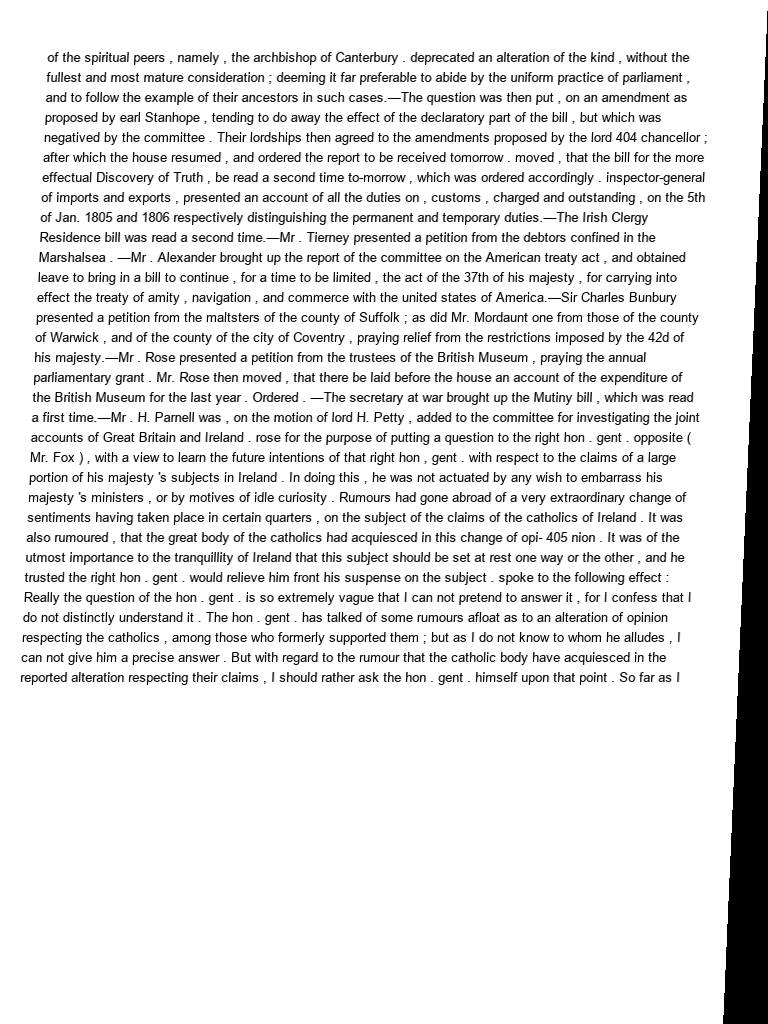 of the spiritual peers , namely , the archbishop of Canterbury . deprecated an alteration of the kind , without the
fullest and most mature consideration ; deeming it far preferable to abide by the uniform practice of parliament ,
and to follow the example of their ancestors in such cases.—The question was then put , on an amendment as
proposed by earl Stanhope , tending to do away the effect of the declaratory part of the bill , but which was
negatived by the committee . Their lordships then agreed to the amendments proposed by the lord 404 chancellor ;
after which the house resumed , and ordered the report to be received tomorrow . moved , that the bill for the more
effectual Discovery of Truth , be read a second time to-morrow , which was ordered accordingly . inspector-general
of imports and exports , presented an account of all the duties on , customs , charged and outstanding , on the 5th
of Jan. 1805 and 1806 respectively distinguishing the permanent and temporary duties.—The Irish Clergy
Residence bill was read a second time.—Mr . Tierney presented a petition from the debtors confined in the
Marshalsea . —Mr . Alexander brought up the report of the committee on the American treaty act , and obtained
leave to bring in a bill to continue , for a time to be limited , the act of the 37th of his majesty , for carrying into
effect the treaty of amity , navigation , and commerce with the united states of America.—Sir Charles Bunbury
presented a petition from the maltsters of the county of Suffolk ; as did Mr. Mordaunt one from those of the county
of Warwick , and of the county of the city of Coventry , praying relief from the restrictions imposed by the 42d of
his majesty.—Mr . Rose presented a petition from the trustees of the British Museum , praying the annual
parliamentary grant . Mr. Rose then moved , that there be laid before the house an account of the expenditure of
the British Museum for the last year . Ordered . —The secretary at war brought up the Mutiny bill , which was read
a first time.—Mr . H. Parnell was , on the motion of lord H. Petty , added to the committee for investigating the joint
accounts of Great Britain and Ireland . rose for the purpose of putting a question to the right hon . gent . opposite (
Mr. Fox ) , with a view to learn the future intentions of that right hon , gent . with respect to the claims of a large
portion of his majesty 's subjects in Ireland . In doing this , he was not actuated by any wish to embarrass his
majesty 's ministers , or by motives of idle curiosity . Rumours had gone abroad of a very extraordinary change of
sentiments having taken place in certain quarters , on the subject of the claims of the catholics of Ireland . It was
also rumoured , that the great body of the catholics had acquiesced in this change of opi- 405 nion . It was of the
utmost importance to the tranquillity of Ireland that this subject should be set at rest one way or the other , and he
trusted the right hon . gent . would relieve him front his suspense on the subject . spoke to the following effect :
Really the question of the hon . gent . is so extremely vague that I can not pretend to answer it , for I confess that I
do not distinctly understand it . The hon . gent . has talked of some rumours afloat as to an alteration of opinion
respecting the catholics , among those who formerly supported them ; but as I do not know to whom he alludes , I
can not give him a precise answer . But with regard to the rumour that the catholic body have acquiesced in the
reported alteration respecting their claims , I should rather ask the hon . gent . himself upon that point . So far as I